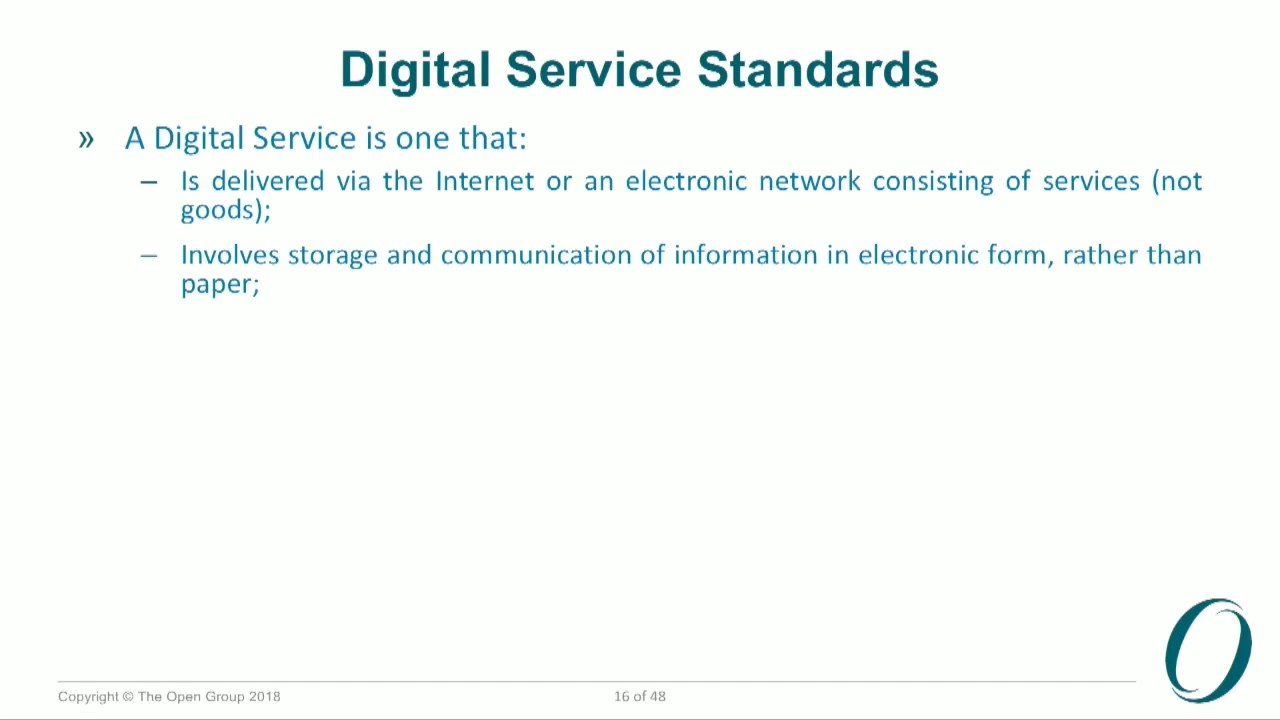 Digital Service Standards
» A Digital Service is one that:
– Is delivered via the Internet or an electronic network consisting of services (not
goods);
– Involves storage and communication of information in electronic form, rather than
paper;
Copyright © The Open Group 2018
16 of 48